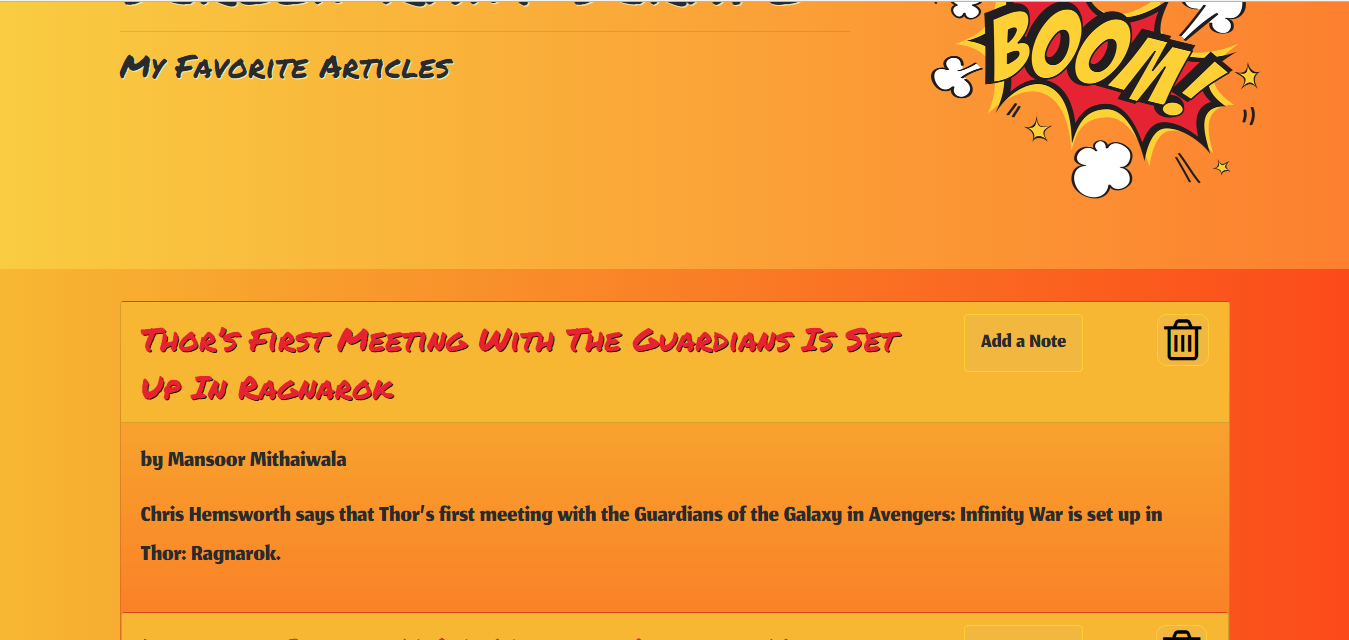 My Favorite Articles
BOOM!
Thor's First Meeting With The Guardians Is Set
Up In Ragnarok
Add a Note
by Mansoor Mithaiwala
Chris Hemsworth says that Thor's first meeting with the Guardians of the Galaxy in Avengers: Infinity War is set up in
Thor: Ragnarok.